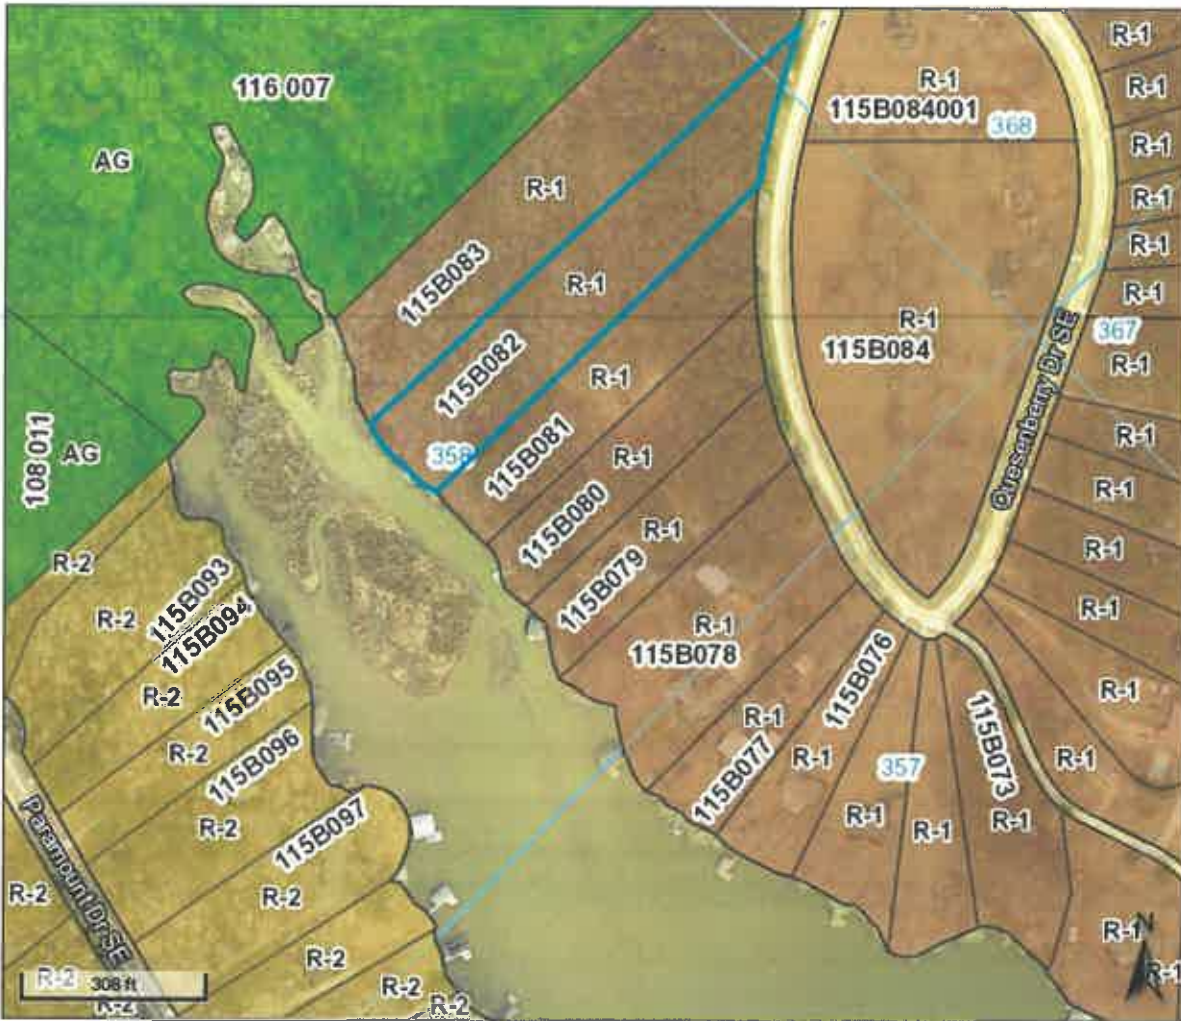 R-1
116 007
R-1
R-1
115B084001
368
R-1
AG
R-1
R-1
R-1
115B083
R-1
R-1
R-1
367
115B084
Quesenberry Dr SE
R-1
115B082
R-1
R-1
358
AG
108 011
115B081
R-1
R-1
115B080
R-1
R-1
R-2
115B079
115B093
R-2
R-1
115B094
R-1
115B078
115B076
R-2
115B095
R-1
R-1
115B073
R-2
115B096
115B077
R-1
R-1
357
R-2
R-1
R-1
R-1
115B097
Paramount Dr SE
R-2
R-2
N
R-1
R-2
R-1
R-2
308 ft
R-2
R-2
R-2